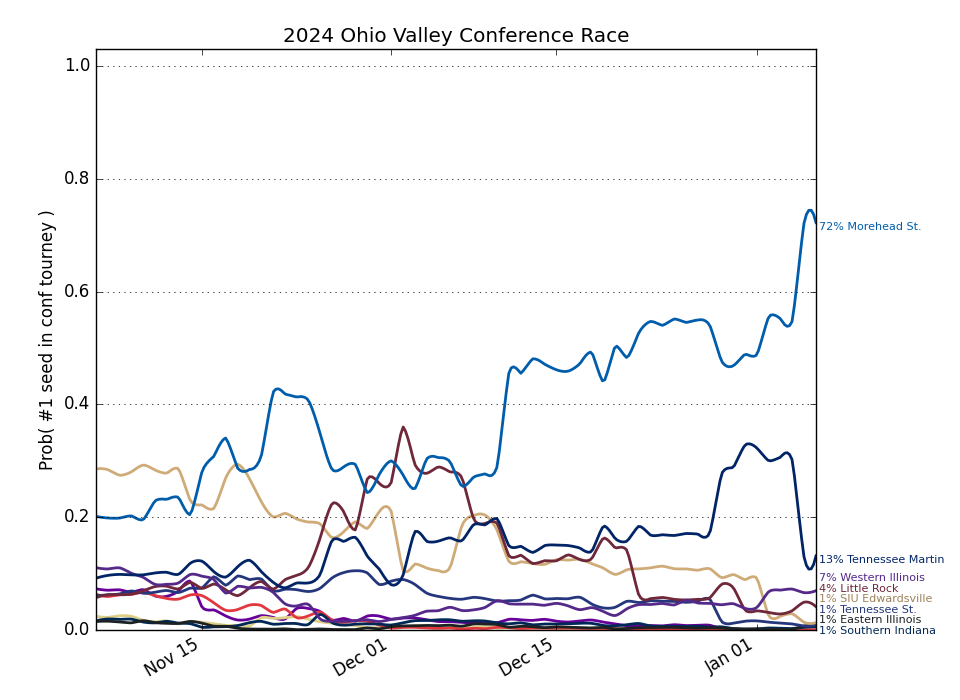 2024 Ohio Valley Conference Race
Prob( #1 seed in conf tourney )
1.0
0.8
0.6
0.4
0.2
0.0
Nov 15
Dec 01
Dec 15
Jan 01
72% Morehead St.
13% Tennessee Martin
7% Western Illinois
4% Little Rock
1% SIU Edwardsville
1% Tennessee St.
1% Eastern Illinois
1% Southern Indiana